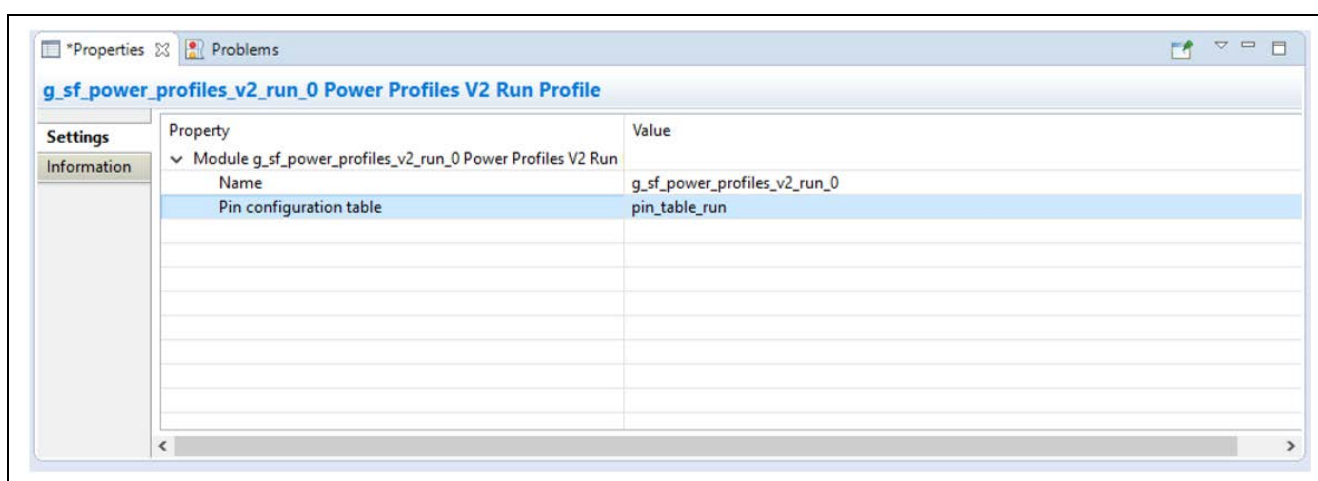 *Properties Problems
g_sf_power_profiles_v2_run_0 Power Profiles V2 Run Profile
Settings
Information
Property Value
Module g_sf_power_profiles_v2_run_0 Power Profiles V2 Run
Name g_sf_power_profiles_v2_run_0
Pin configuration table pin_table_run